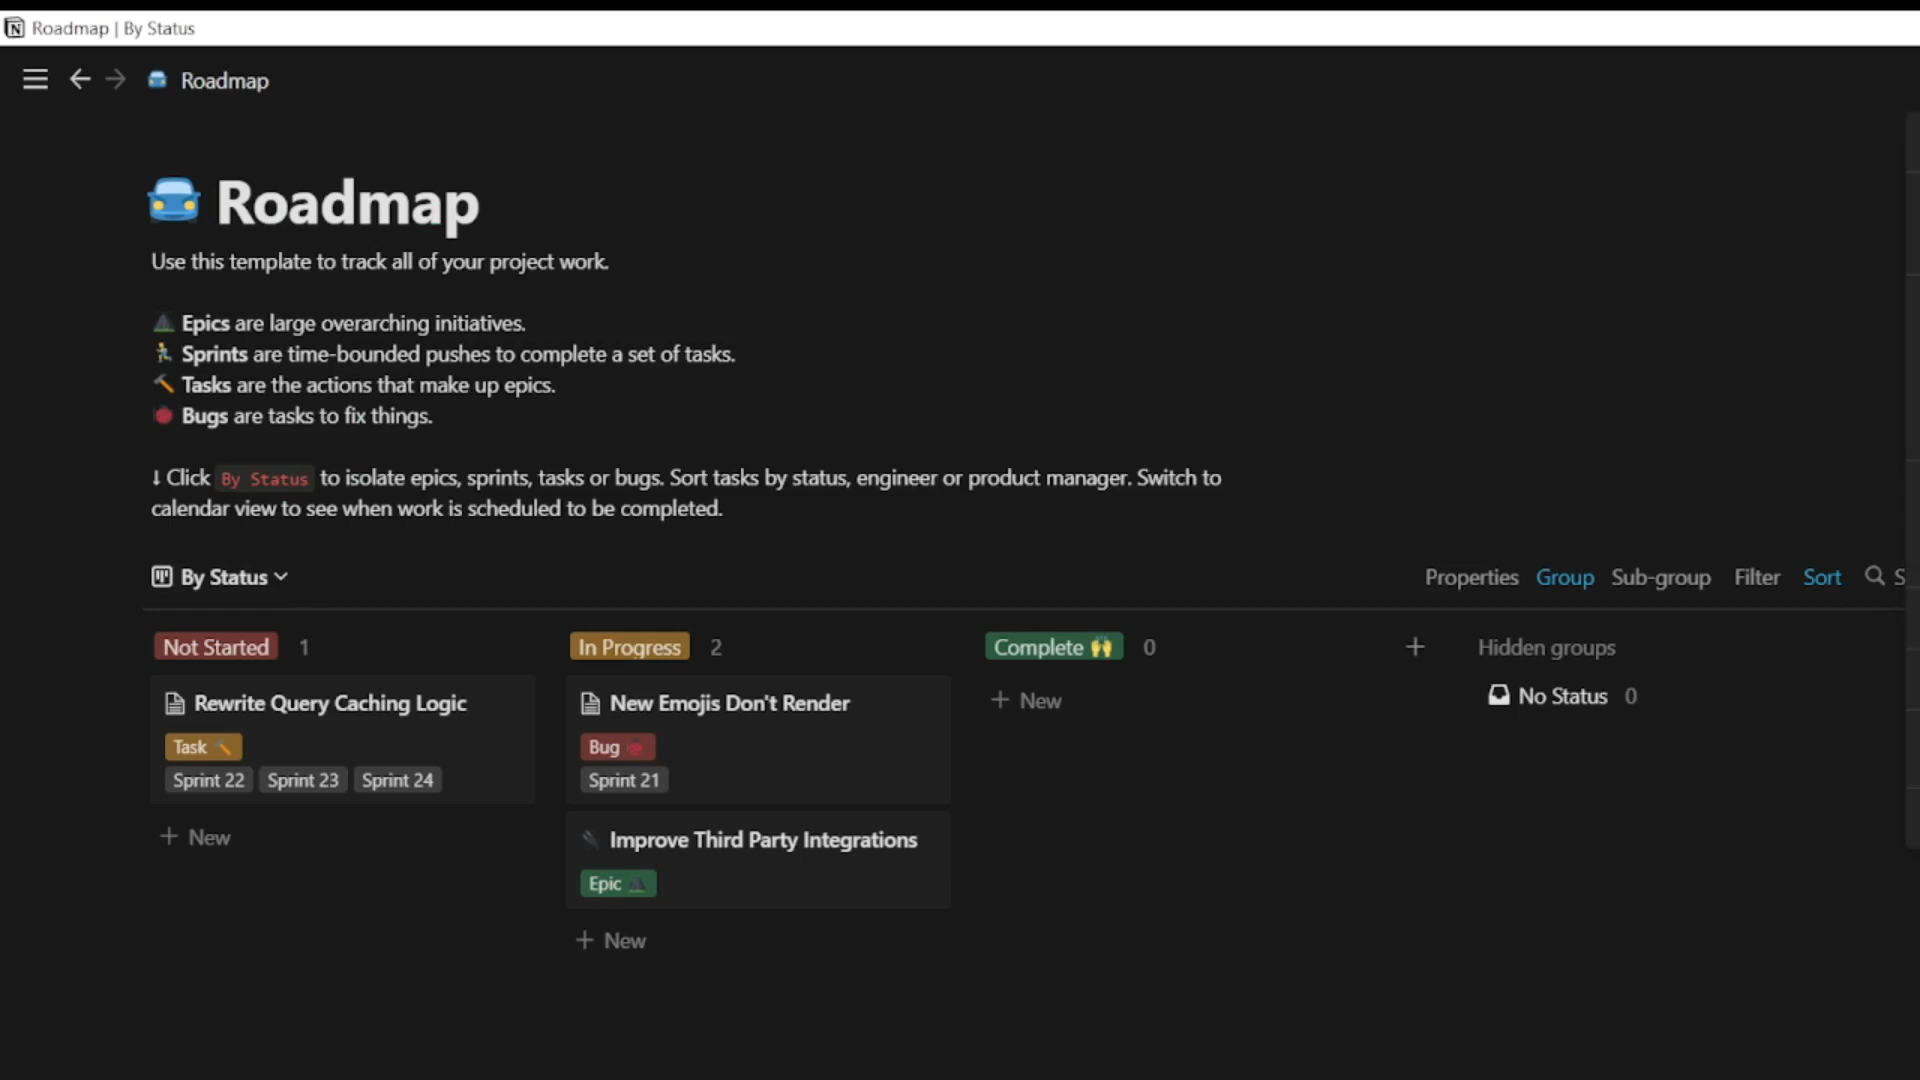 Roadmap | By Status
Roadmap
Roadmap
Use this template to track all of your project work.
Epics are large overarching initiatives.
Sprints are time-bounded pushes to complete a set of tasks.
Tasks are the actions that make up epics.
Bugs are tasks to fix things.
↓ Click By Status to isolate epics, sprints, tasks or bugs. Sort tasks by status, engineer or product manager. Switch to
calendar view to see when work is scheduled to be completed.
By Status
Properties Group Sub-group Filter Sort S
Not Started 1
In Progress 2
Complete 🙌 0
+ Hidden groups
Rewrite Query Caching Logic
Task
Sprint 22 Sprint 23 Sprint 24
+ New
New Emojis Don't Render
Bug
Sprint 21
Improve Third Party Integrations
Epic
+ New
+ New
No Status 0